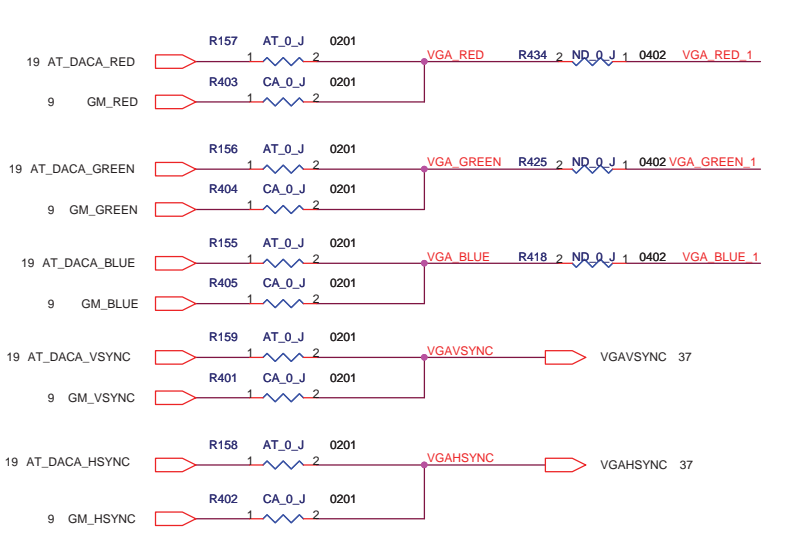 R157 AT_0_J 0201
19 AT_DACA_RED 1 2 VGA_RED R434 2 ND_0_J 1 0402 VGA_RED_1
R403 CA_0_J 0201
9 GM_RED 1 2
R156 AT_0_J 0201
19 AT_DACA_GREEN 1 2 VGA_GREEN R425 2 ND_0_J 1 0402 VGA_GREEN_1
R404 CA_0_J 0201
9 GM_GREEN 1 2
R155 AT_0_J 0201
19 AT_DACA_BLUE 1 2 VGA_BLUE R418 2 ND_0_J 1 0402 VGA_BLUE_1
R405 CA_0_J 0201
9 GM_BLUE 1 2
R159 AT_0_J 0201
19 AT_DACA_VSYNC 1 2 VGAVSYNC VGAVSYNC 37
R401 CA_0_J 0201
9 GM_VSYNC 1 2
R158 AT_0_J 0201
19 AT_DACA_HSYNC 1 2 VGAHSYNC VGAHSYNC 37
R402 CA_0_J 0201
9 GM_HSYNC 1 2